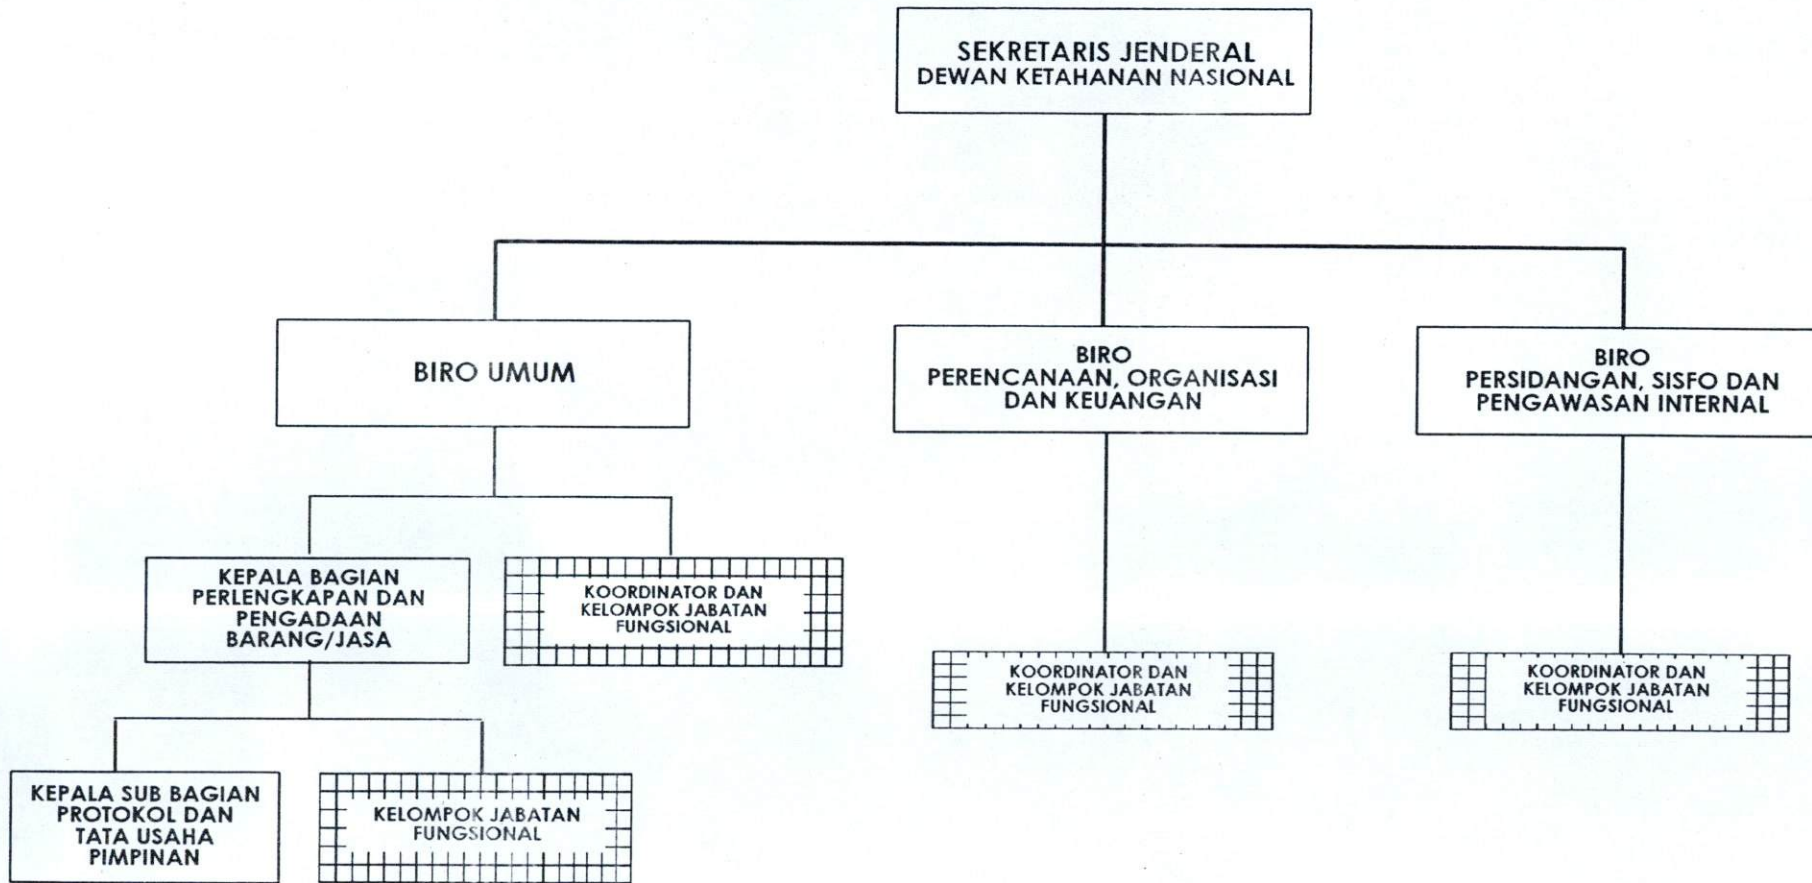 SEKRETARIS JENDERAL
DEWAN KETAHANAN NASIONAL
BIRO UMUM
BIRO
PERENCANAAN, ORGANISASI
DAN KEUANGAN
BIRO
PERSIDANGAN, SISFO DAN
PENGAWASAN INTERNAL
KEPALA BAGIAN
PERLENGKAPAN DAN
PENGADAAN
BARANG/JASA
KOORDINATOR DAN
KELOMPOK JABATAN
FUNGSIONAL
KOORDINATOR DAN
KELOMPOK JABATAN
FUNGSIONAL
KOORDINATOR DAN
KELOMPOK JABATAN
FUNGSIONAL
KEPALA SUB BAGIAN
PROTOKOL DAN
TATA USAHA
PIMPINAN
KELOMPOK JABATAN
FUNGSIONAL